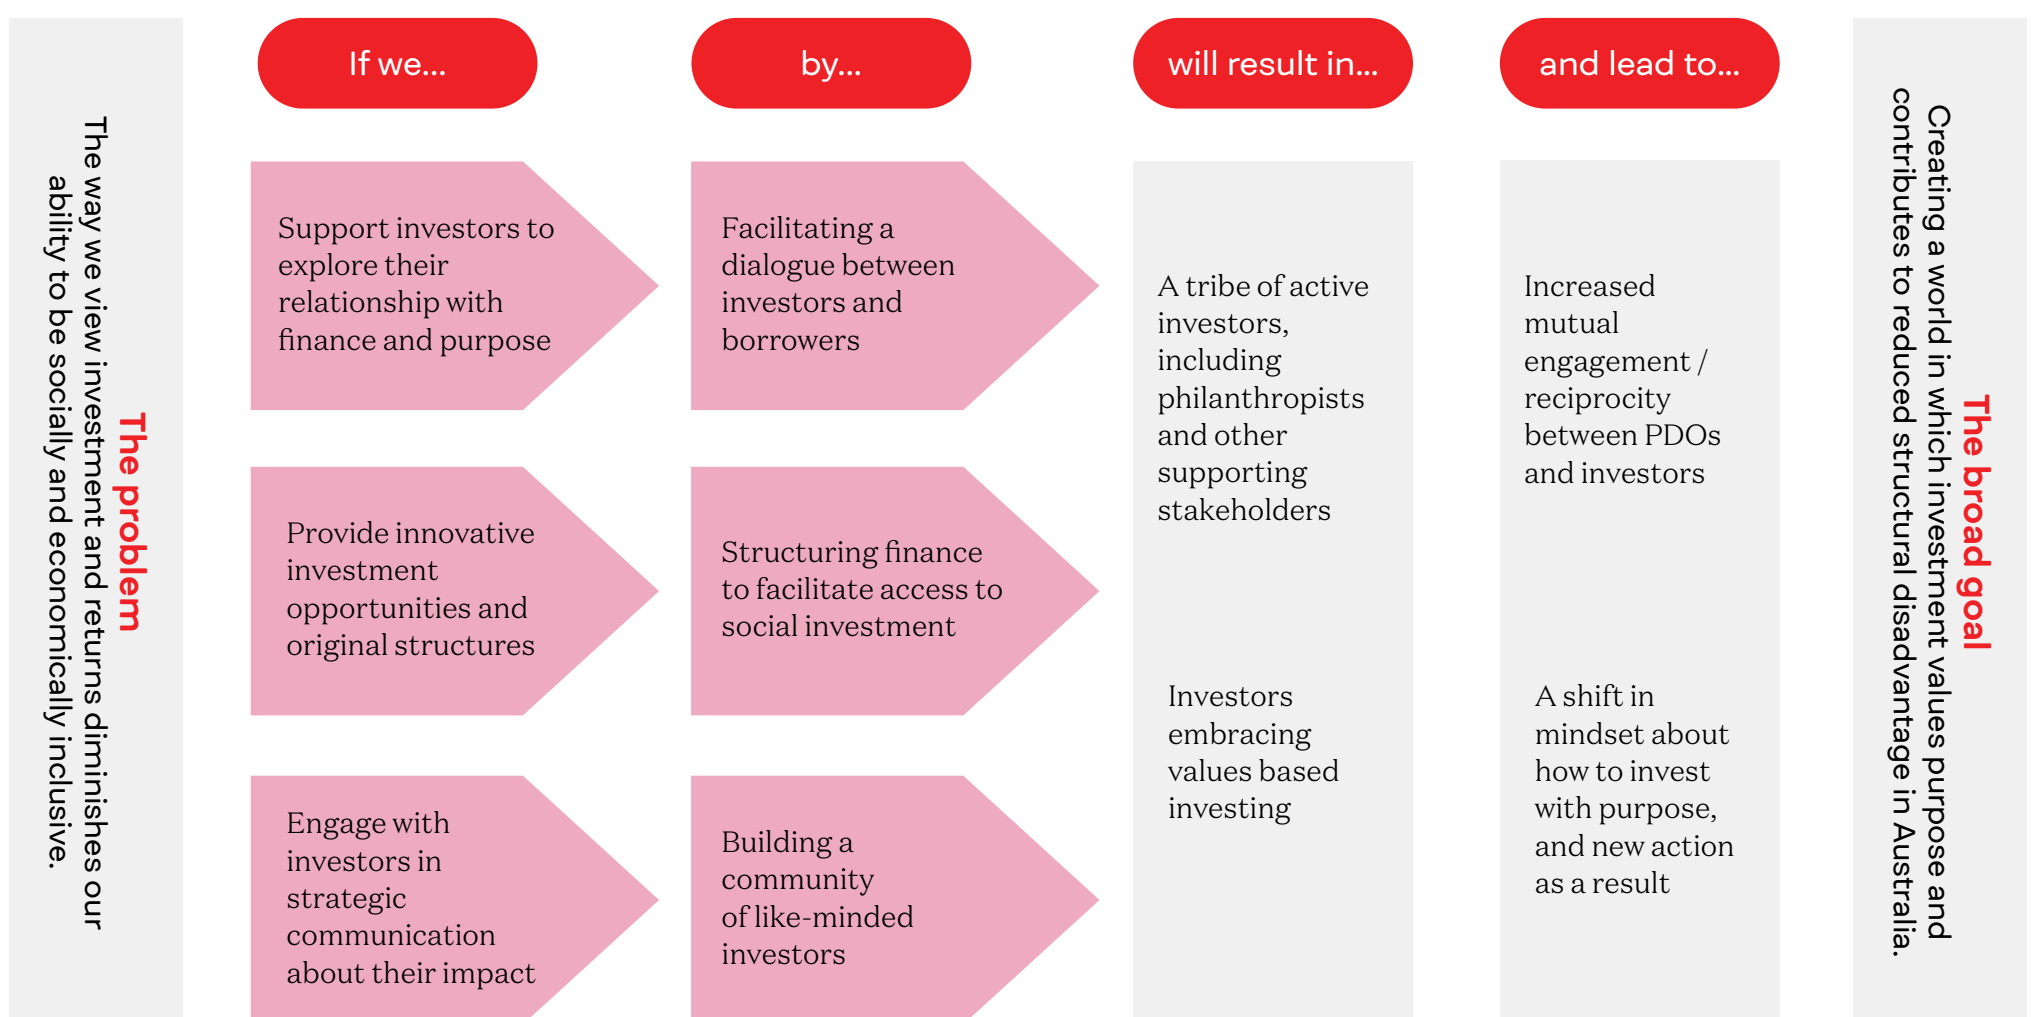 The problem
The way we view investment and returns diminishes our
ability to be socially and economically inclusive.
If we...
Support investors to
explore their
relationship with
finance and purpose
Provide innovative
investment
opportunities and
original structures
Engage with
investors in
strategic
communication
about their impact
by...
Facilitating a
dialogue between
investors and
borrowers
Structuring finance
to facilitate access to
social investment
Building a
community
of like-minded
investors
will result in...
A tribe of active
investors,
including
philanthropists
and other
supporting
stakeholders
Investors
embracing
values based
investing
and lead to...
Increased
mutual
engagement /
reciprocity
between PDOs
and investors
A shift in
mindset about
how to invest
with purpose,
and new action
as a result
The broad goal
Creating a world in which investment values purpose and
contributes to reduced structural disadvantage in Australia.